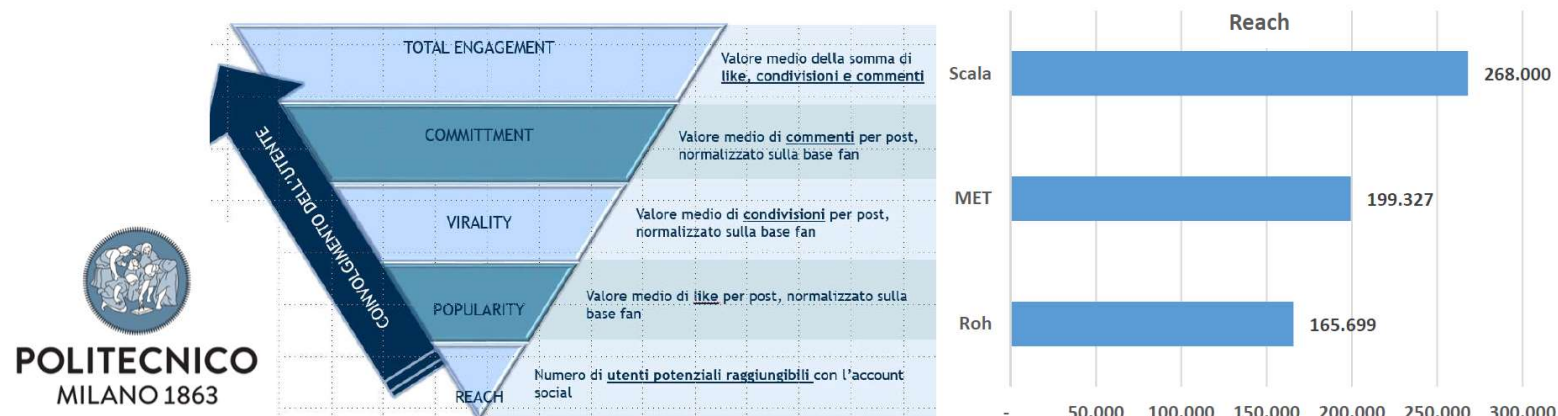 POLITECNICO
MILANO 1863
COINVOLGIMENTO DELL'UTENTE
TOTAL ENGAGEMENT
Valore medio della somma di
like, condivisioni e commenti
COMMITTMENT
Valore medio di commenti per post,
normalizzato sulla base fan
VIRALITY
Valore medio di condivisioni per post,
normalizzato sulla base fan
POPULARITY
Valore medio di like per post, normalizzato sulla
base fan
REACH
Numero di utenti potenziali raggiungibili con l'account
social
Reach
Scala
268.000
MET
199.327
Roh
165.699
- 50.000 100.000 150.000 200.000 250.000 300.000